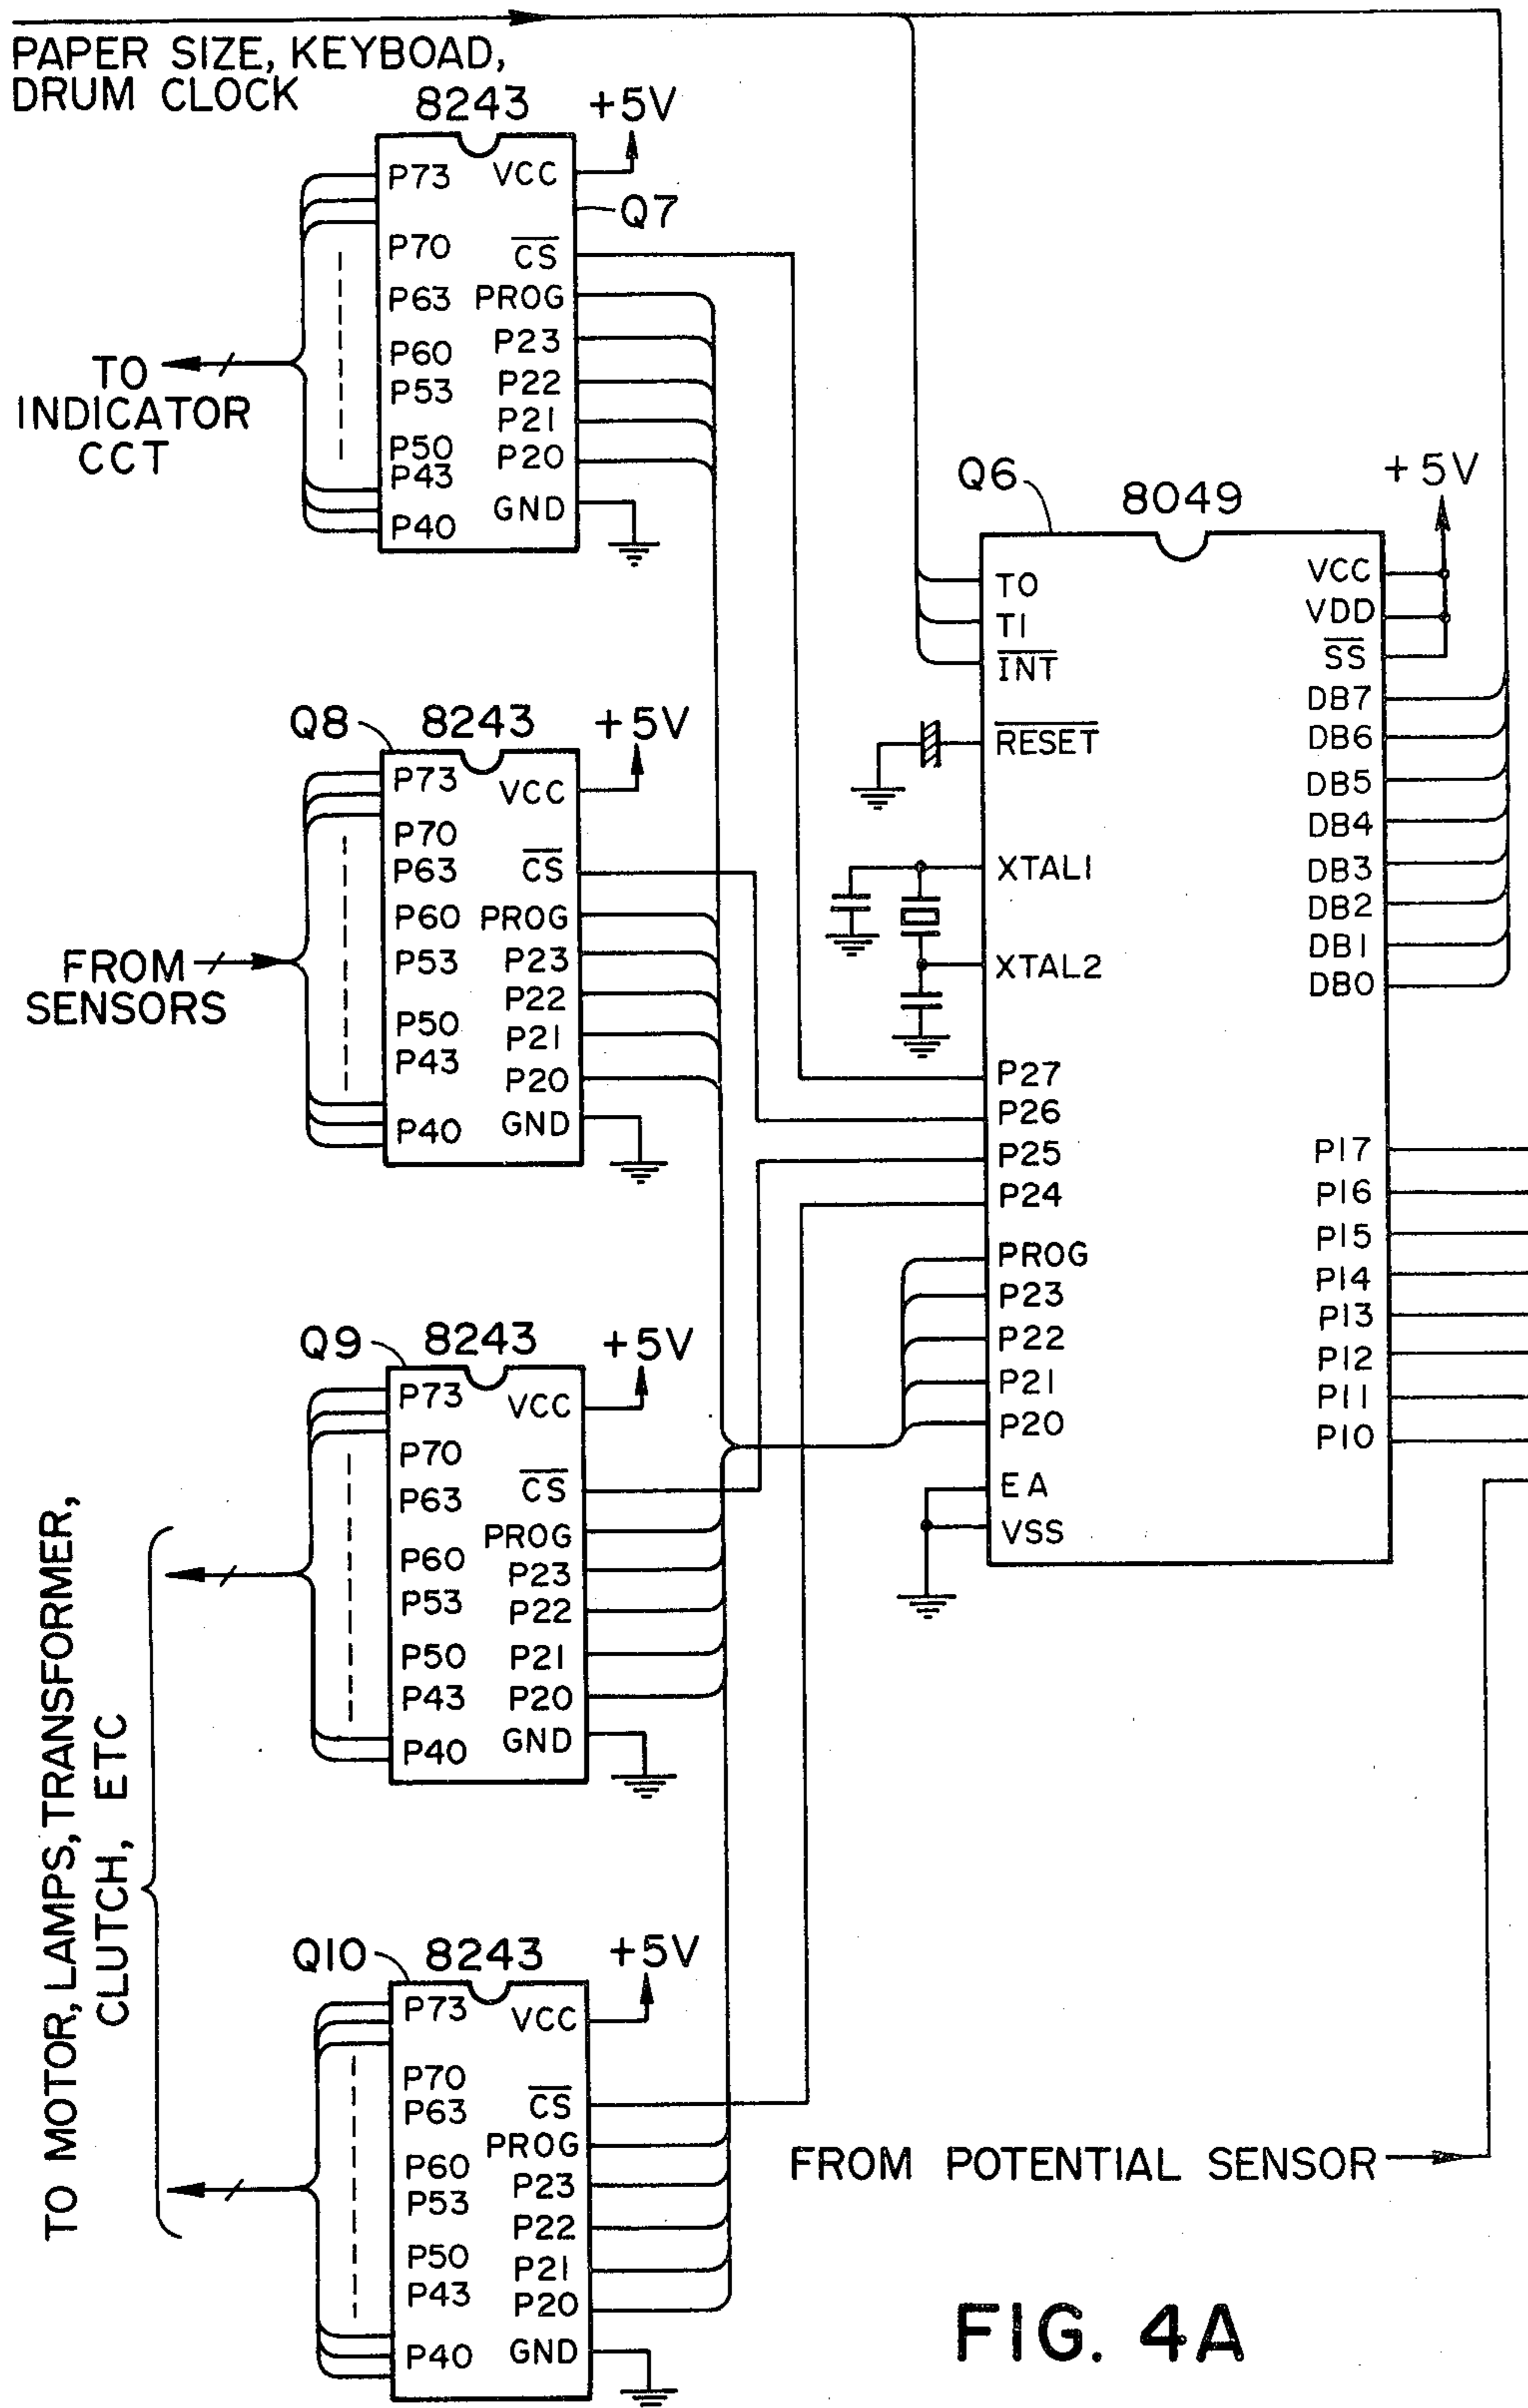 PAPER SIZE, KEYBOAD,
DRUM CLOCK
8243
+5V
P73
VCC
Q7
P70
CS
P63
PROG
P23
P60
P22
P53
P21
P50
P20
P43
GND
P40
TO
INDICATOR
CCT
Q8
8243
+5V
P73
VCC
P70
P63
CS
P60
PROG
P53
P23
P22
P50
P21
P43
P20
P40
GND
FROM
SENSORS
Q9
8243
+5V
P73
VCC
P70
P63
CS
PROG
P60
P23
P53
P22
P50
P21
P43
P20
P40
GND
Q10
8243
+5V
P73
VCC
P70
P63
CS
PROG
P60
P23
P53
P22
P50
P21
P43
P20
P40
GND
TO MOTOR, LAMPS, TRANSFORMER,
CLUTCH, ETC
Q6
8049
+5V
T0
T1
INT
RESET
XTAL1
XTAL2
P27
P26
P25
P24
PROG
P23
P22
P21
P20
EA
VSS
VCC
VDD
SS
DB7
DB6
DB5
DB4
DB3
DB2
DB1
DB0
P17
P16
P15
P14
P13
P12
P11
P10
FROM POTENTIAL SENSOR
FIG. 4A